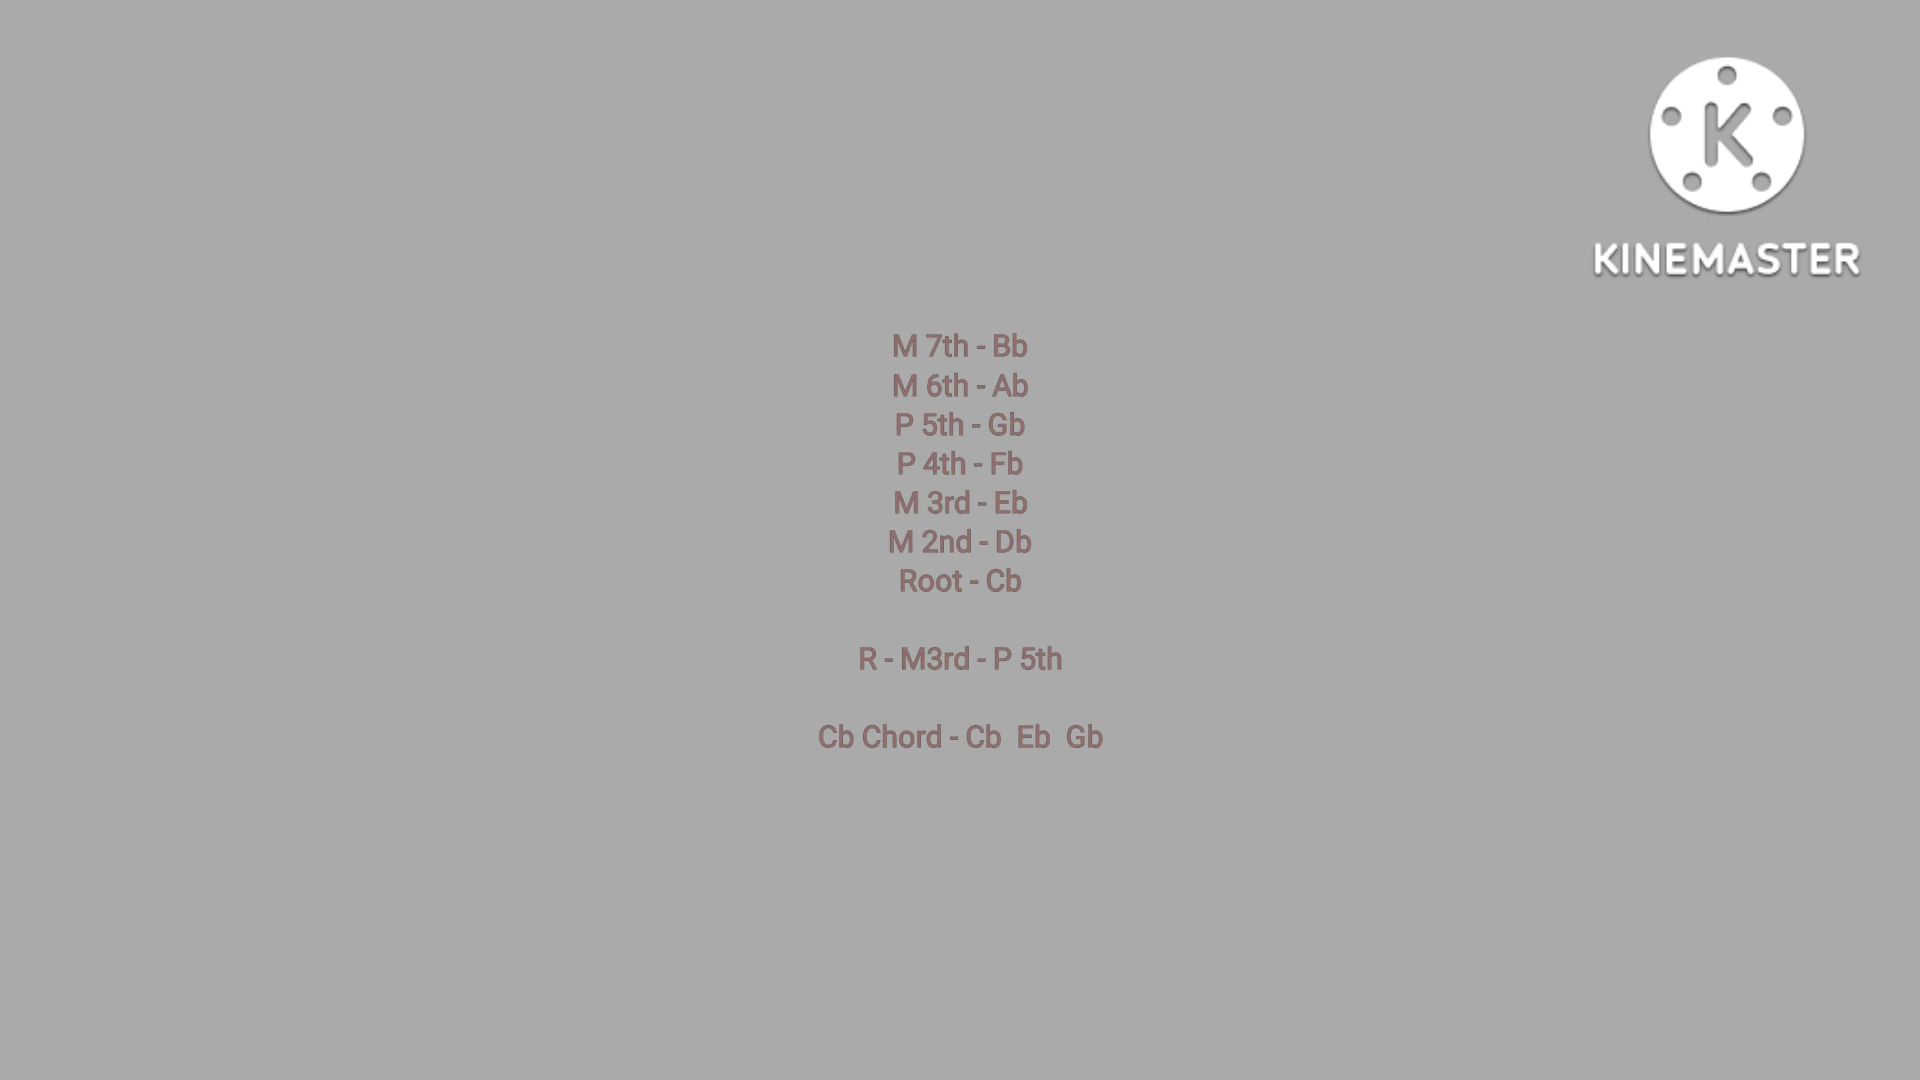 K
KINEMASTER
M 7th - Bb
M 6th - Ab
P 5th - Gb
P 4th - Fb
M 3rd - Eb
M 2nd - Db
Root - Cb
R - M3rd - P 5th
Cb Chord - Cb  Eb  Gb